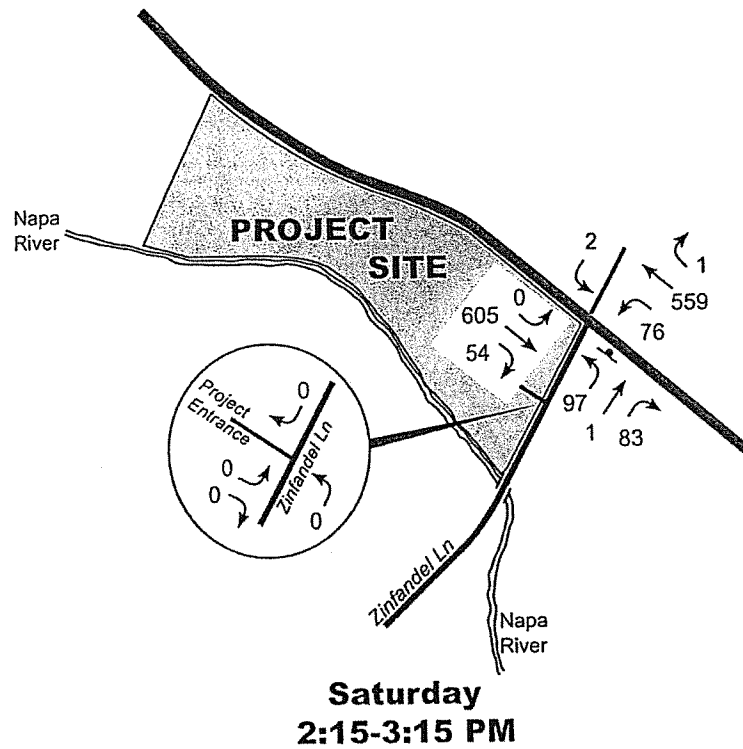 Napa
River
PROJECT
SITE
2
1
559
76
0
605
54
97
1
83
Project
Entrance
0
0
0
0
Zinfandel Ln
Zinfandel Ln
Napa
River
Saturday
2:15-3:15 PM